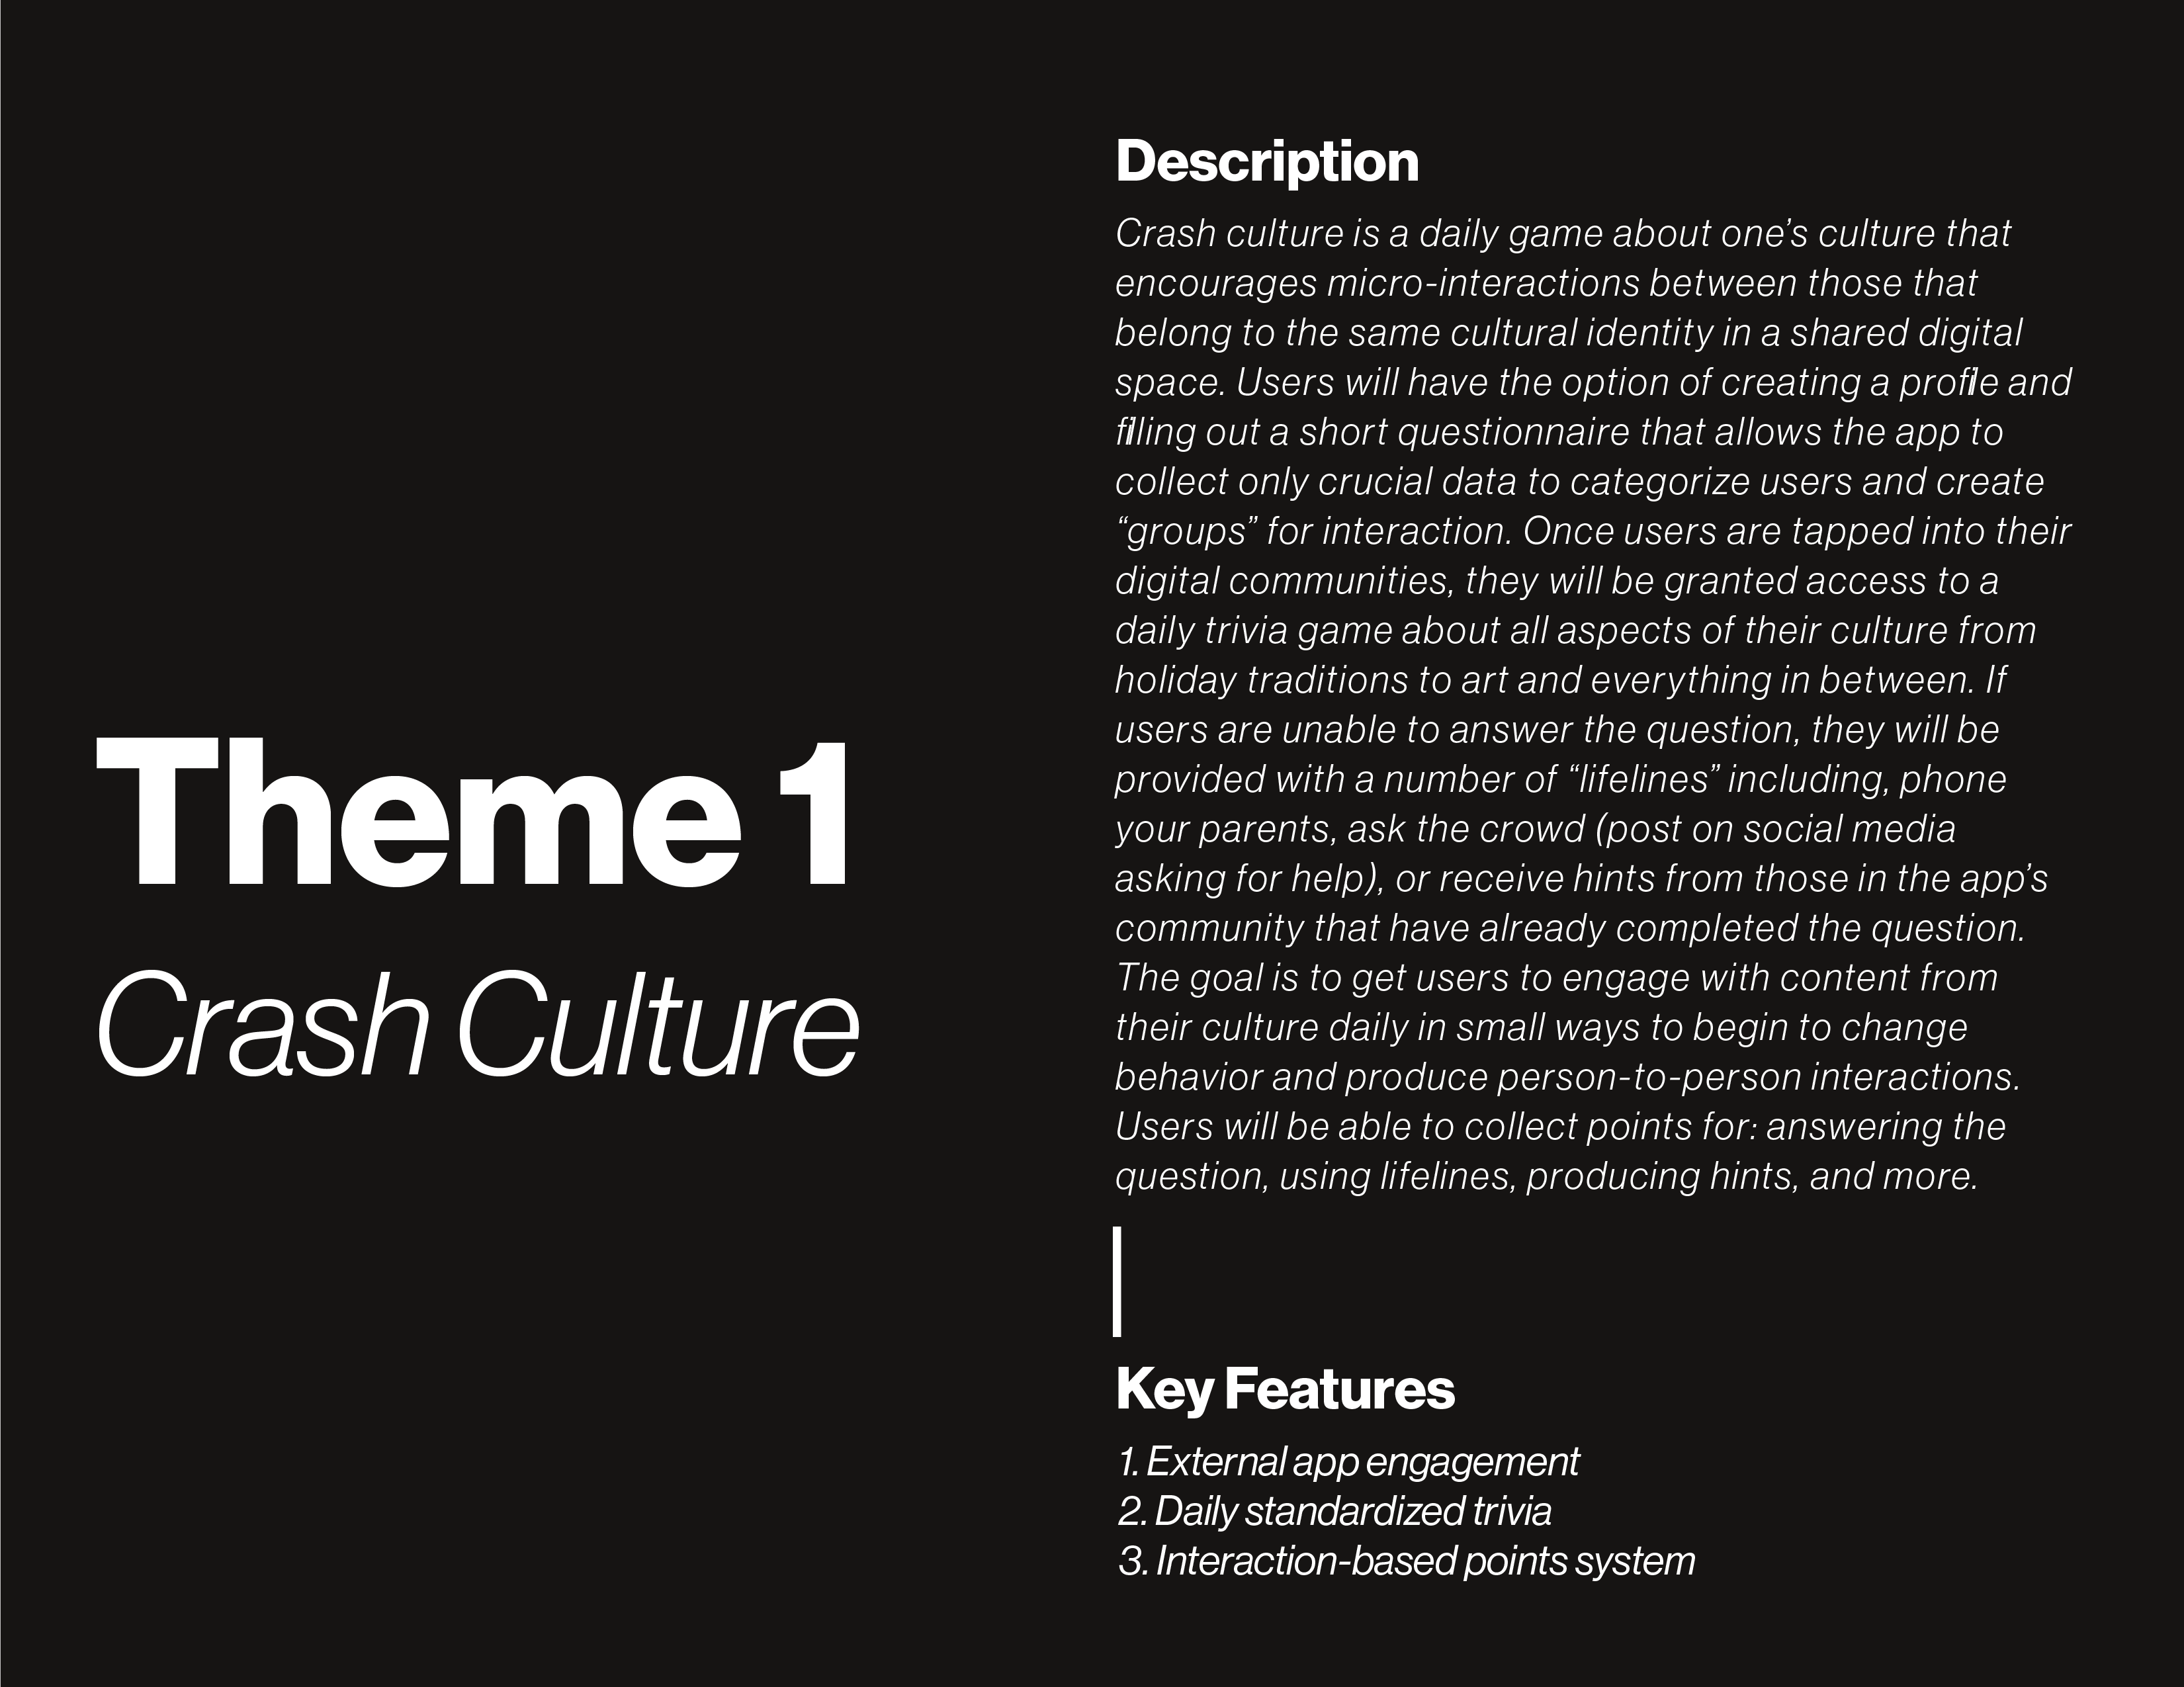 Theme 1
Crash Culture
Description
Crash culture is a daily game about one’s culture that
encourages micro-interactions between those that
belong to the same cultural identity in a shared digital
space. Users will have the option of creating a profile and
filling out a short questionnaire that allows the app to
collect only crucial data to categorize users and create
“groups” for interaction. Once users are tapped into their
digital communities, they will be granted access to a
daily trivia game about all aspects of their culture from
holiday traditions to art and everything in between. If
users are unable to answer the question, they will be
provided with a number of “lifelines” including, phone
your parents, ask the crowd (post on social media
asking for help), or receive hints from those in the app’s
community that have already completed the question.
The goal is to get users to engage with content from
their culture daily in small ways to begin to change
behavior and produce person-to-person interactions.
Users will be able to collect points for: answering the
question, using lifelines, producing hints, and more.
Key Features
1. External app engagement
2. Daily standardized trivia
3. Interaction-based points system